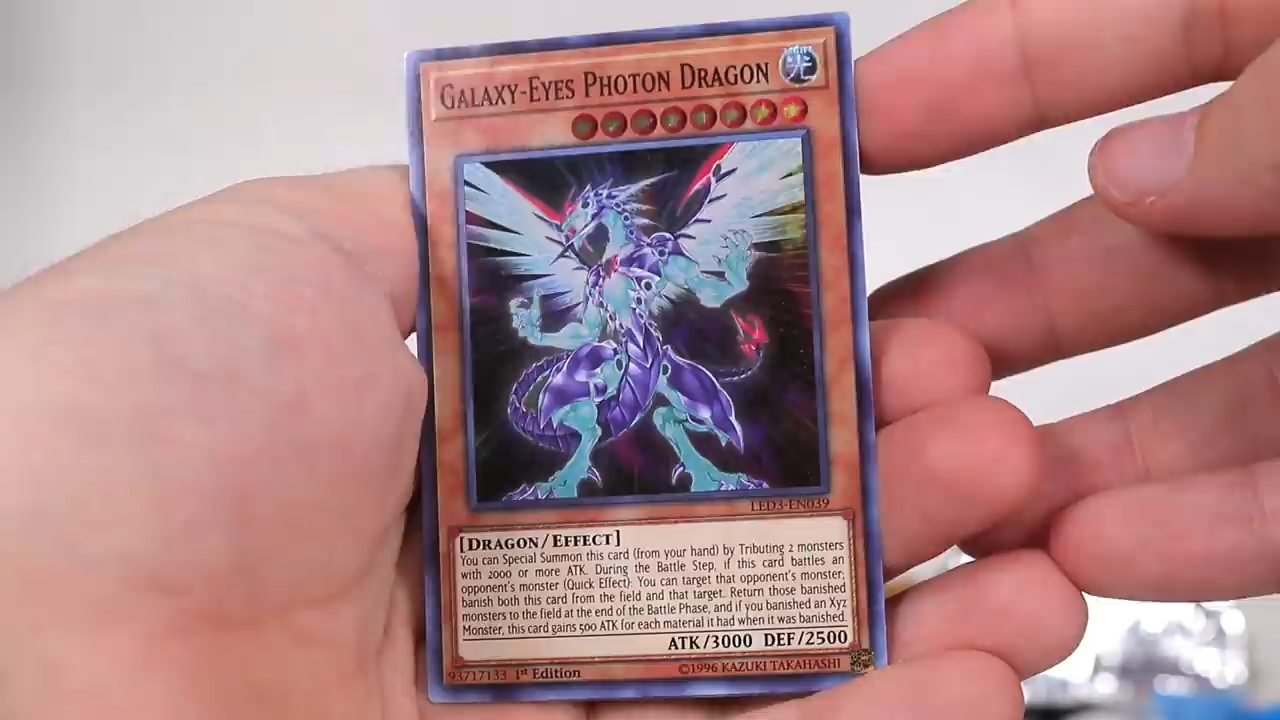 GALAXY-EYES PHOTON DRAGON
LIGHT
光
LED3-EN039
[DRAGON/EFFECT]
You can Special Summon this card (from your hand) by Tributing 2 monsters
with 2000 or more ATK. During the Battle Step, if this card battles an
opponent's monster (Quick Effect): You can target that opponent's monster;
banish both this card from the field and that target. Return those banished
monsters to the field at the end of the Battle Phase, and if you banished an Xyz
Monster, this card gains 500 ATK for each material it had when it was banished.
ATK/3000 DEF/2500
93717133 1st Edition
©1996 KAZUKI TAKAHASHI